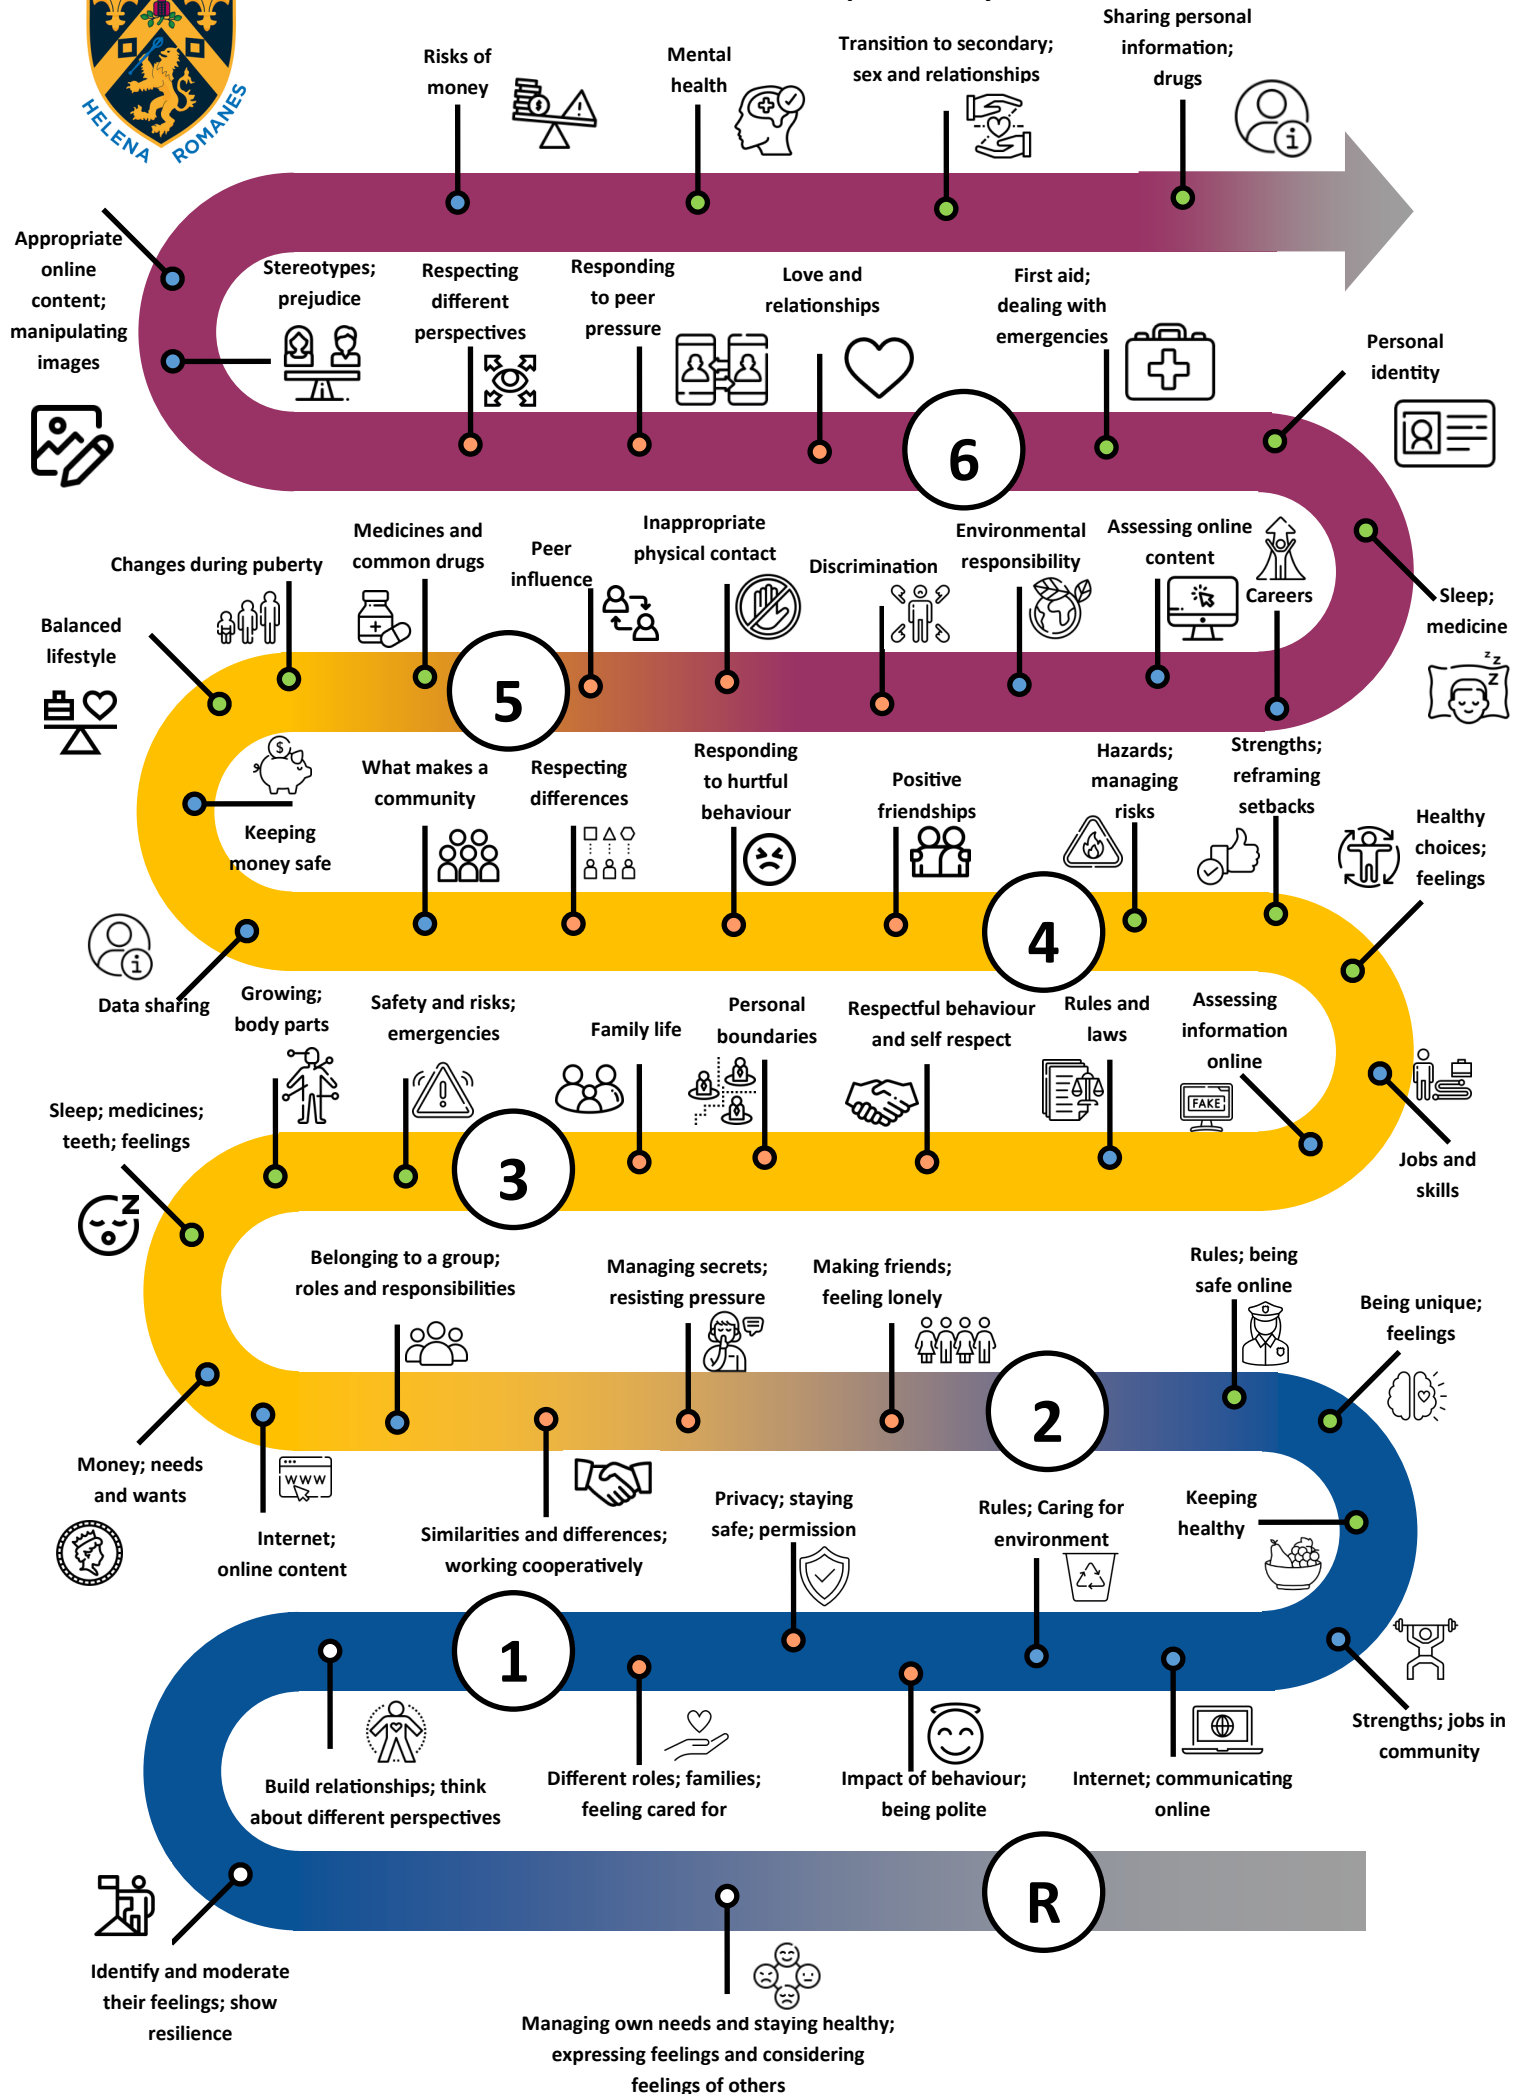 HELENA ROMANES
Risks of
money
Mental
health
Transition to secondary;
sex and relationships
Sharing personal
information;
drugs
Appropriate
online
content;
manipulating
images
Stereotypes;
prejudice
Respecting
different
perspectives
Responding
to peer
pressure
Love and
relationships
6
First aid;
dealing with
emergencies
Personal
identity
Changes during puberty
Medicines and
common drugs
5
Peer
influence
Inappropriate
physical contact
Discrimination
Environmental
responsibility
Assessing online
content
Careers
Sleep;
medicine
z z
Z
Balanced
lifestyle
$
Keeping
money safe
What makes a
community
Respecting
differences
Responding
to hurtful
behaviour
Positive
friendships
4
Hazards;
managing
risks
Strengths;
reframing
setbacks
Healthy
choices;
feelings
Data sharing
Growing;
body parts
Safety and risks;
emergencies
3
Family life
Personal
boundaries
Respectful behaviour
and self respect
Rules and
laws
Assessing
information
online
FAKE
Jobs and
skills
Sleep; medicines;
teeth; feelings
Z
Belonging to a group;
roles and responsibilities
Managing secrets;
resisting pressure
Making friends;
feeling lonely
2
Rules; being
safe online
Being unique;
feelings
Money; needs
and wants
www
Internet;
online content
Similarities and differences;
working cooperatively
Privacy; staying
safe; permission
Rules; Caring for
environment
Keeping
healthy
1
Build relationships; think
about different perspectives
Different roles; families;
feeling cared for
Impact of behaviour;
being polite
Internet; communicating
online
Strengths; jobs in
community
R
Identify and moderate
their feelings; show
resilience
Managing own needs and staying healthy;
expressing feelings and considering
feelings of others